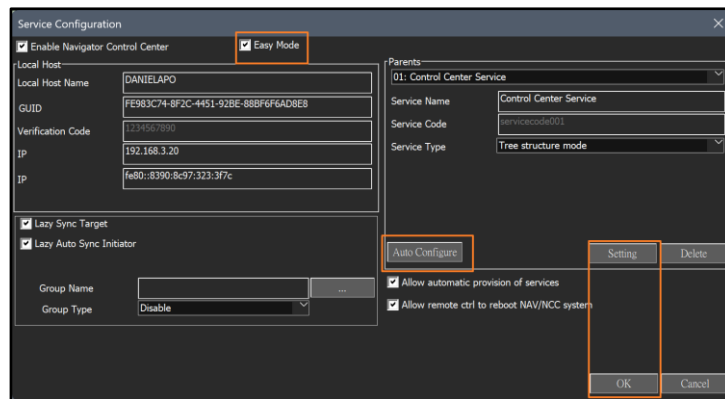 Service Configuration
Enable Navigator Control Center
Easy Mode
Local Host
Local Host Name DANIELAPO
GUID FE983C74-8F2C-4451-92BE-88BF6F6AD8E8
Verification Code 1234567890
IP 192.168.3.20
IP fe80::8390:8c97:323:3f7c
Parents
01: Control Center Service
Service Name Control Center Service
Service Code servicecode001
Service Type Tree structure mode
Auto Configure
Setting
Delete
Lazy Sync Target
Lazy Auto Sync Initiator
Group Name ...
Group Type Disable
Allow automatic provision of services
Allow remote ctrl to reboot NAV/NCC system
OK
Cancel